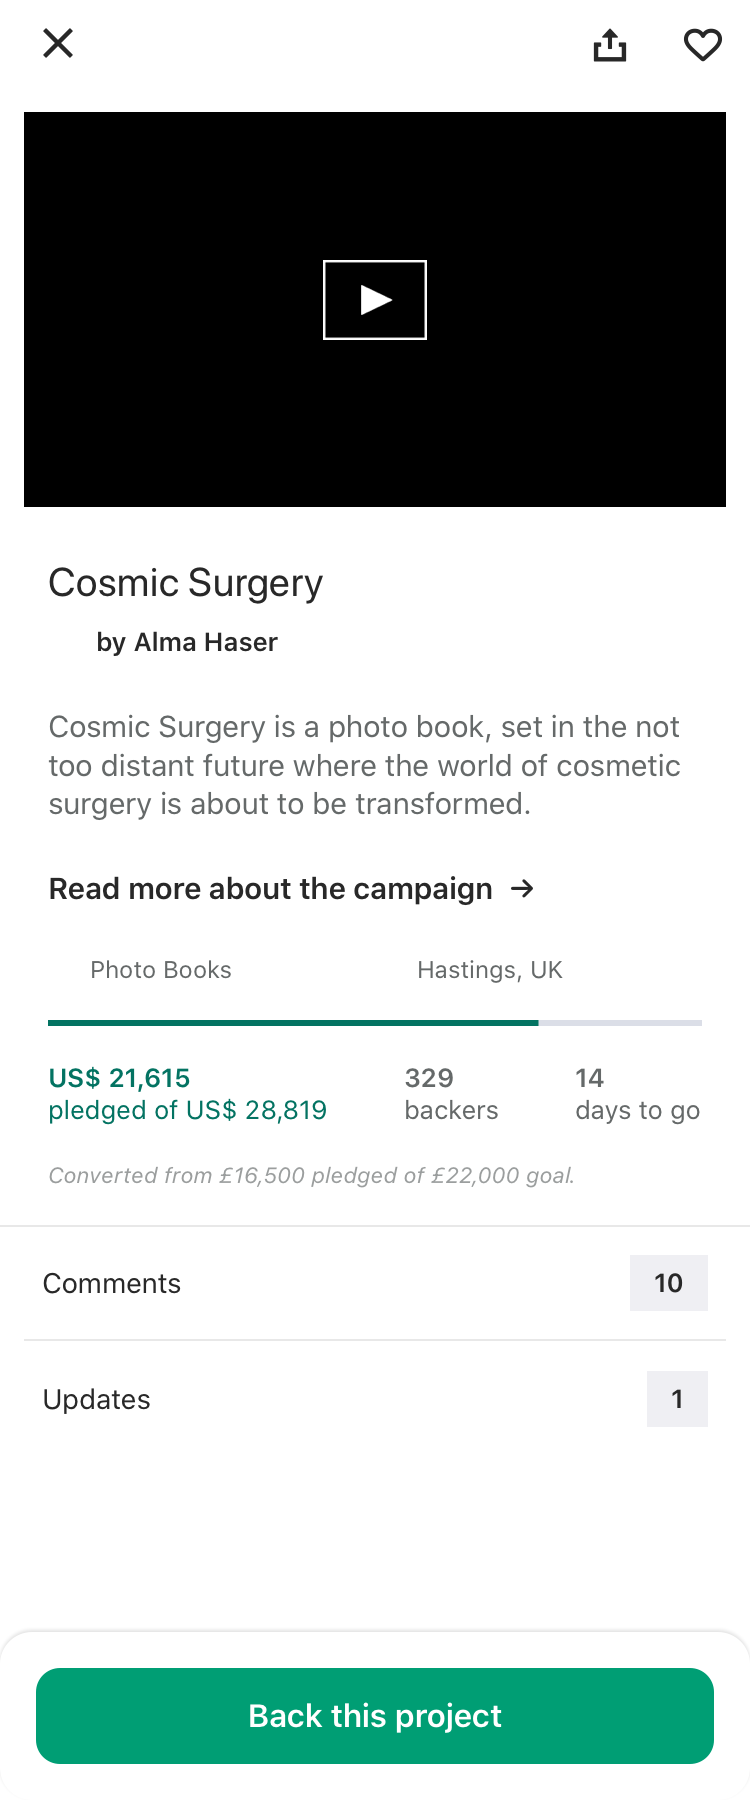 Cosmic Surgery
by Alma Haser
Cosmic Surgery is a photo book, set in the not
too distant future where the world of cosmetic
surgery is about to be transformed.
Read more about the campaign →
Photo Books Hastings, UK
US$ 21,615 329 14
pledged of US$ 28,819 backers days to go
Converted from £16,500 pledged of £22,000 goal.
Comments 10
Updates 1
Back this project